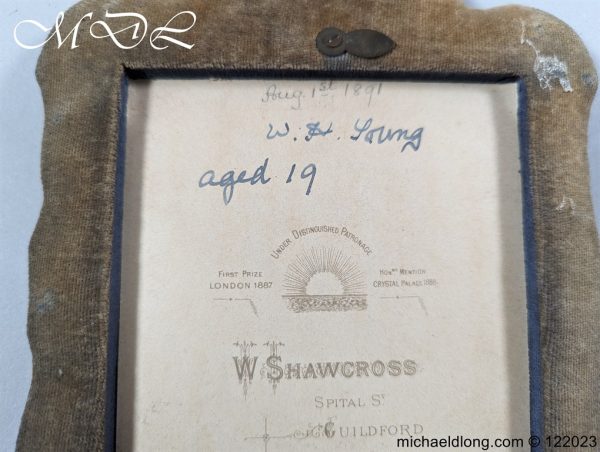 MDL
Aug. 1st 1891
W. H. Young
aged 19
UNDER DISTINGUISHED PATRONAGE
FIRST PRIZE
LONDON 1887
HONBLE MENTION
CRYSTAL PALACE 1888
W SHAWCROSS
SPITAL ST
GUILDFORD
michaeldlong.com © 122023